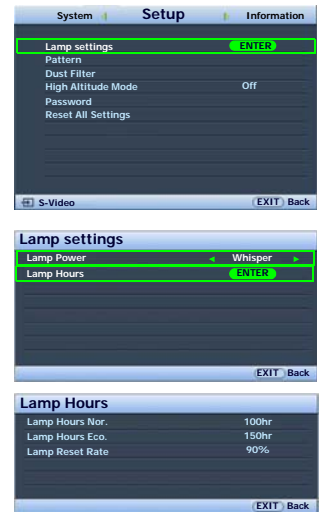 System Setup Information
Lamp settings ENTER
Pattern
Dust Filter
High Altitude Mode Off
Password
Reset All Settings
S-Video EXIT Back
Lamp settings
Lamp Power Whisper
Lamp Hours ENTER
EXIT Back
Lamp Hours
Lamp Hours Nor. 100hr
Lamp Hours Eco. 150hr
Lamp Reset Rate 90%
EXIT Back